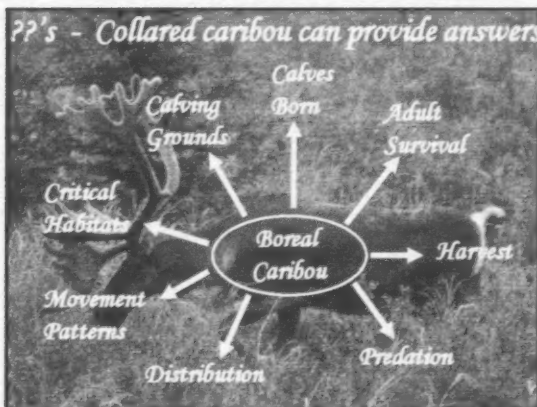 ??'s - Collared caribou can provide answers
Calves
Born
Calving
Grounds
Adult
Survival
Critical
Habitats
Boreal
Caribou
Harvest
Movement
Patterns
Distribution
Predation